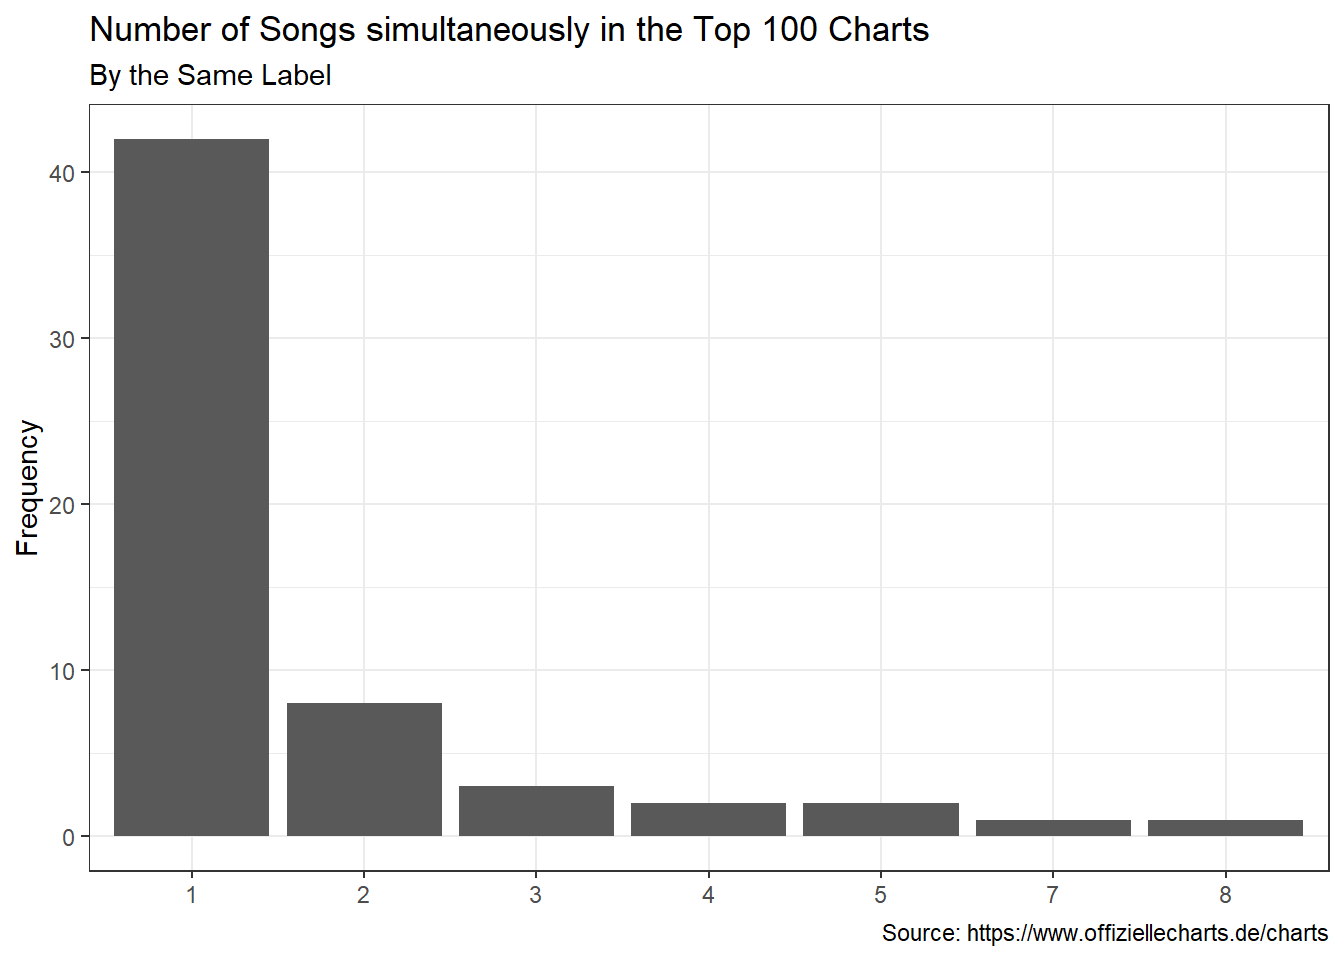 Number of Songs simultaneously in the Top 100 Charts
By the Same Label
Frequency
40
30
20
10
0
1 2 3 4 5 7 8
Source: https://www.offiziellecharts.de/charts